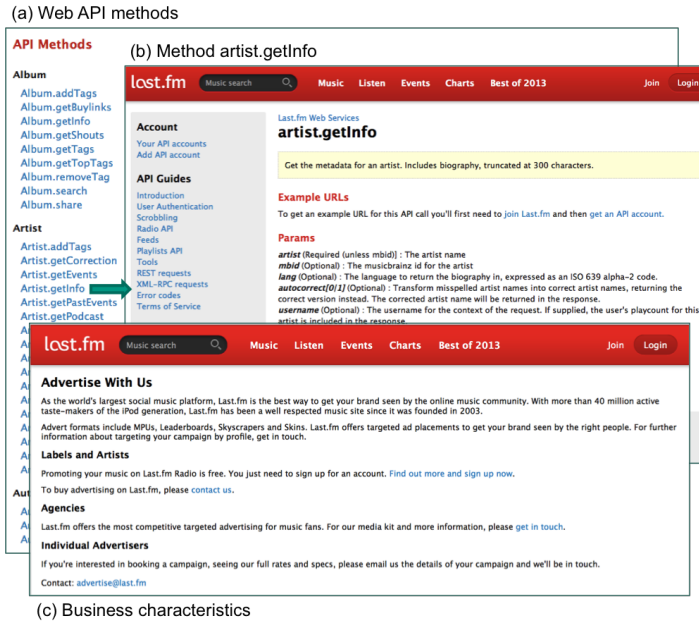 (a) Web API methods
API Methods
Album
Album.addTags
Album.getBuylinks
Album.getInfo
Album.getShouts
Album.getTags
Album.getTopTags
Album.removeTag
Album.search
Album.share
Artist
Artist.addTags
Artist.getCorrection
Artist.getEvents
Artist.getInfo
Artist.getPastEvents
Artist.getPodcast
(b) Method artist.getInfo
last.fm Music search Music Listen Events Charts Best of 2013 Join Login
Account
Your API accounts
Add API account
API Guides
Introduction
User Authentication
Scrobbling
Radio API
Feeds
Playlists API
Tools
REST requests
XML-RPC requests
Error codes
Terms of Service
Last.fm Web Services
artist.getInfo
Get the metadata for an artist. Includes biography, truncated at 300 characters.
Example URLs
To get an example URL for this API call you'll first need to join Last.fm and then get an API account.
Params
artist (Required (unless mbid)] : The artist name
mbid (Optional) : The musicbrainz id for the artist
lang (Optional) : The language to return the biography in, expressed as an ISO 639 alpha-2 code.
autocorrect[0|1] (Optional) : Transform misspelled artist names into correct artist names, returning the
correct version instead. The corrected artist name will be returned in the response.
username (Optional) : The username for the context of the request. If supplied, the user's playcount for this
artist is included in the response.
last.fm Music search Music Listen Events Charts Best of 2013 Join Login
Advertise With Us
As the world's largest social music platform, Last.fm is the best way to get your brand seen by the online music community. With more than 40 million active
taste-makers of the iPod generation, Last.fm has been a well respected music site since it was founded in 2003.
Advert formats include MPUs, Leaderboards, Skyscrapers and Skins. Last.fm offers targeted ad placements to get your brand seen by the right people. For further
information about targeting your campaign by profile, get in touch.
Labels and Artists
Promoting your music on Last.fm Radio is free. You just need to sign up for an account. Find out more and sign up now.
To buy advertising on Last.fm, please contact us.
Agencies
Last.fm offers the most competitive targeted advertising for music fans. For our media kit and more information, please get in touch.
Individual Advertisers
If you're interested in booking a campaign, seeing our full rates and specs, please email us the details of your campaign and we'll be in touch.
Contact: advertise@last.fm
(c) Business characteristics